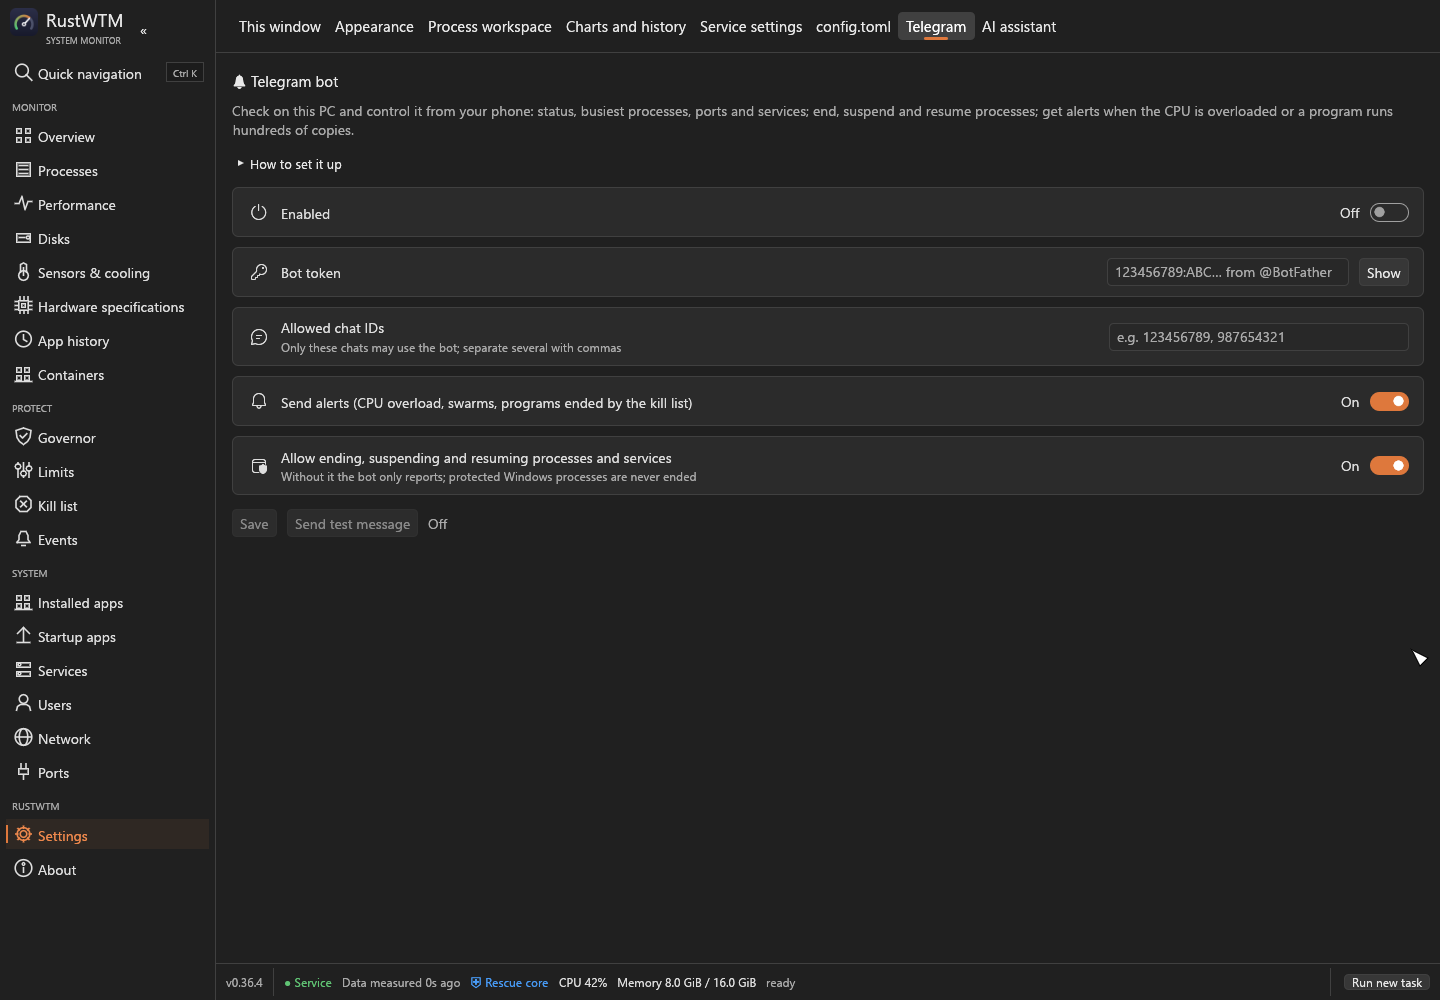 RustWTM
SYSTEM MONITOR
«
Quick navigation
Ctrl K
MONITOR
Overview
Processes
Performance
Disks
Sensors & cooling
Hardware specifications
App history
Containers
PROTECT
Governor
Limits
Kill list
Events
SYSTEM
Installed apps
Startup apps
Services
Users
Network
Ports
RUSTWTM
Settings
About
This window Appearance Process workspace Charts and history Service settings config.toml Telegram AI assistant
Telegram bot
Check on this PC and control it from your phone: status, busiest processes, ports and services; end, suspend and resume processes; get alerts when the CPU is overloaded or a program runs
hundreds of copies.
How to set it up
Enabled
Off
Bot token
123456789:ABC... from @BotFather
Show
Allowed chat IDs
Only these chats may use the bot; separate several with commas
e.g. 123456789, 987654321
Send alerts (CPU overload, swarms, programs ended by the kill list)
On
Allow ending, suspending and resuming processes and services
Without it the bot only reports; protected Windows processes are never ended
On
Save Send test message Off
v0.36.4 Service Data measured 0s ago Rescue core CPU 42% Memory 8.0 GiB / 16.0 GiB ready Run new task